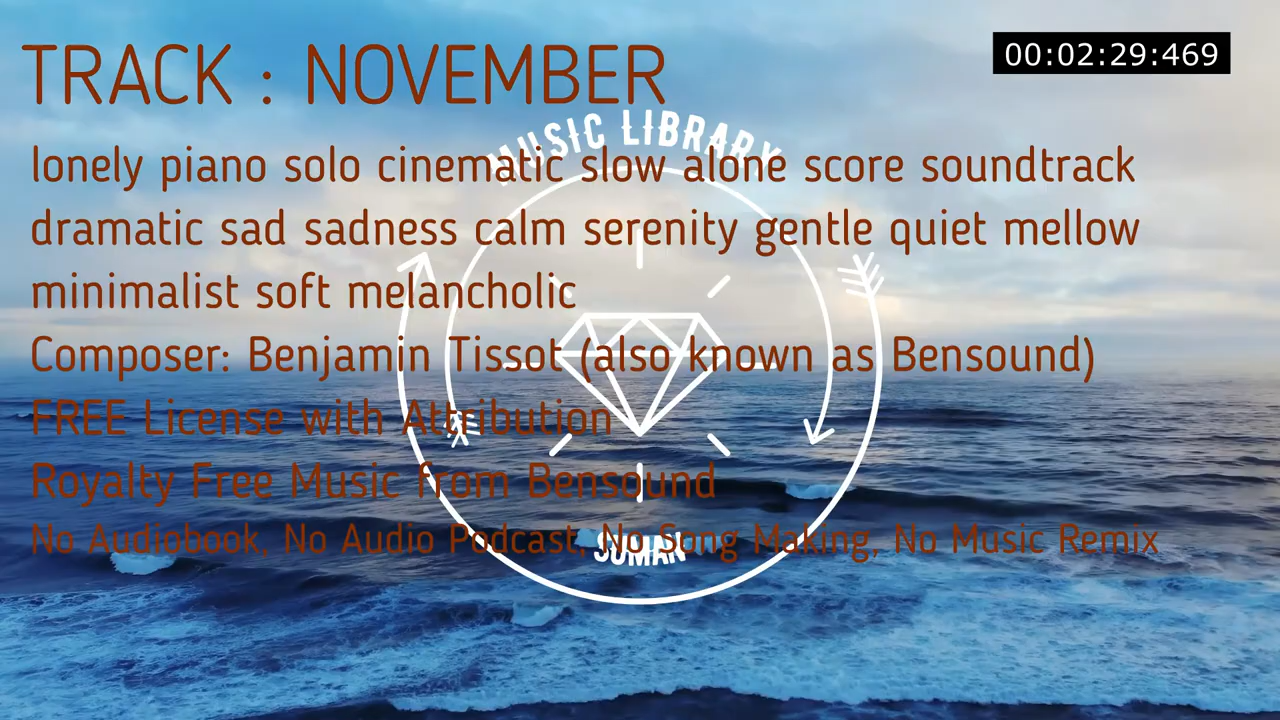 TRACK : NOVEMBER
00:02:29:469
MUSIC LIBRARY
lonely piano solo cinematic slow alone score soundtrack
dramatic sad sadness calm serenity gentle quiet mellow
minimalist soft melancholic
Composer: Benjamin Tissot (also known as Bensound)
FREE License with Attribution
Royalty Free Music from Bensound
No Audiobook, No Audio Podcast, No Song Making, No Music Remix
SUMAN